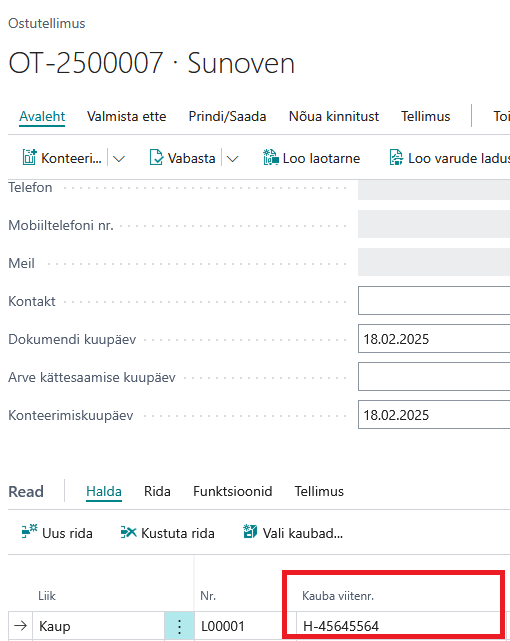 Ostutellimus
OT-2500007 · Sunoven
Avaleht Valmista ette Prindi/Saada Nõua kinnitust Tellimus
Konteeri... Vabasta Loo laotarne Loo varude ladus
Telefon
Mobiiltelefoni nr.
Meil
Kontakt
Dokumendi kuupäev 18.02.2025
Arve kättesaamise kuupäev
Konteerimiskuupäev 18.02.2025
Read Halda Rida Funktsioonid Tellimus
Uus rida Kustuta rida Vali kaubad...
Liik Nr. Kauba viitenr.
Kaup L00001 H-45645564